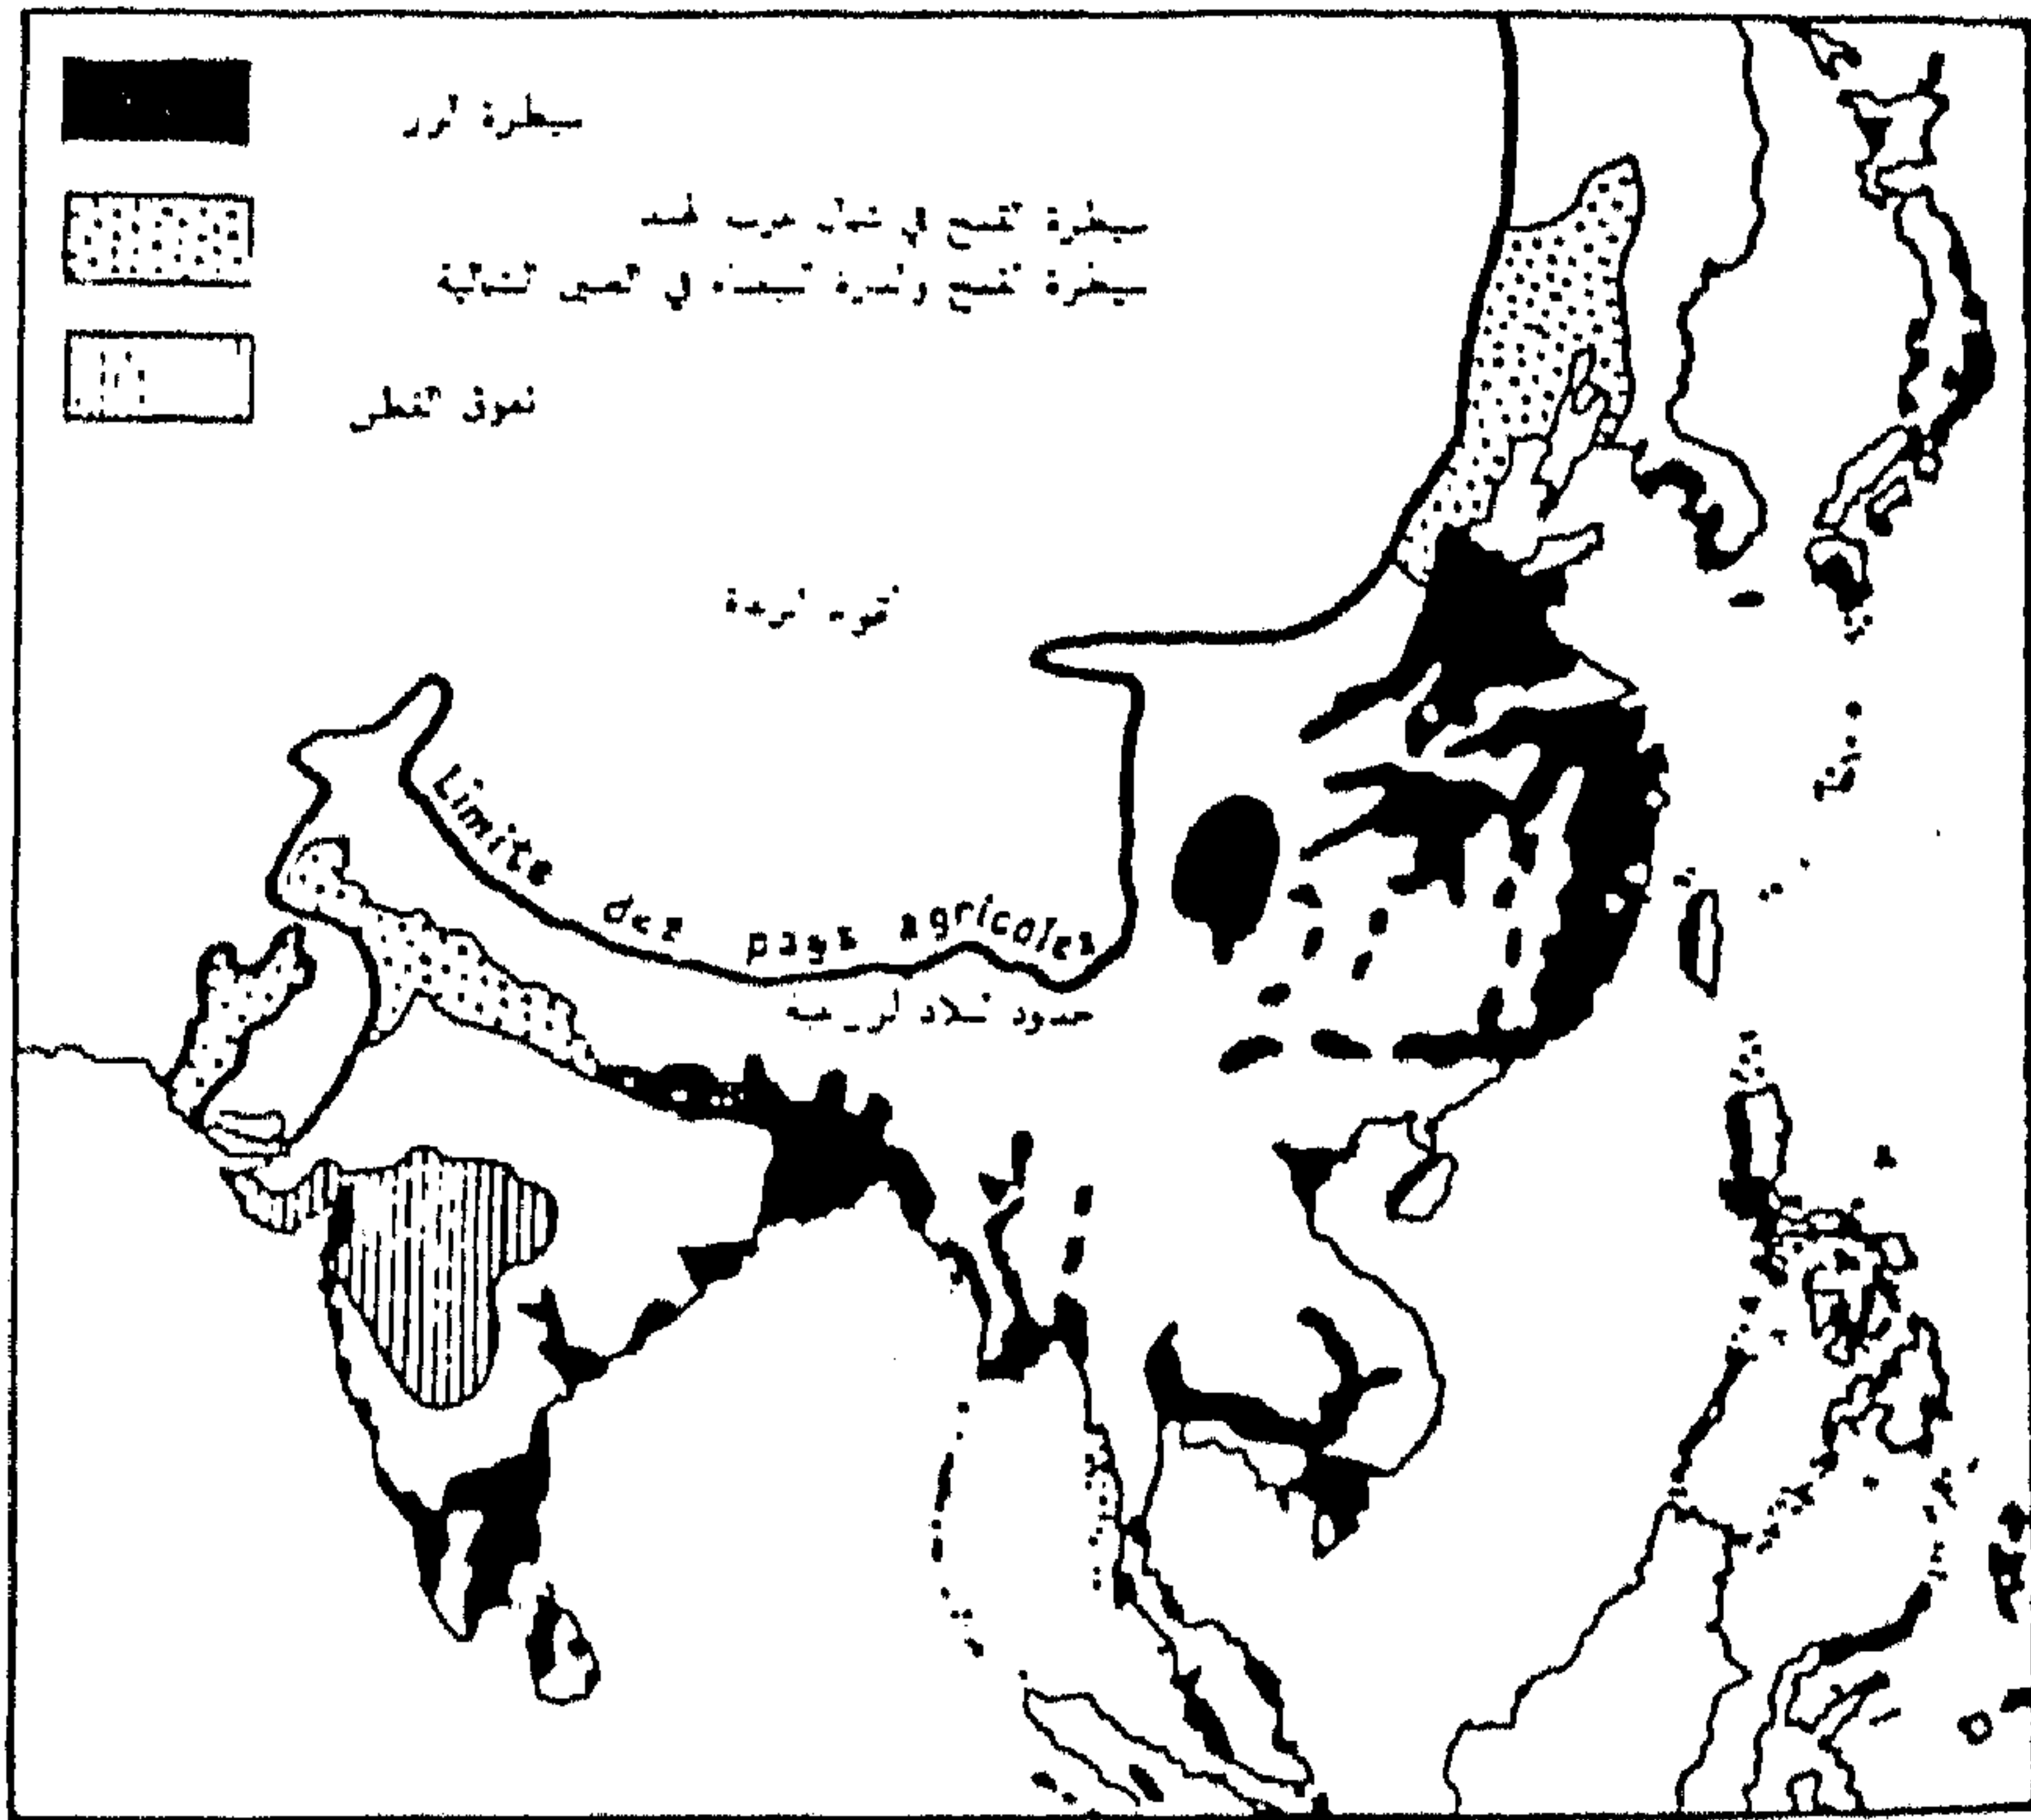 سيطرة الرز
سيطرة القمح في شمال غرب الهند
سيطرة القمح والذرة البيضاء في الصين الشمالية
تفوق القطن
Limite des pays agricoles
حدود البلاد الزراعية